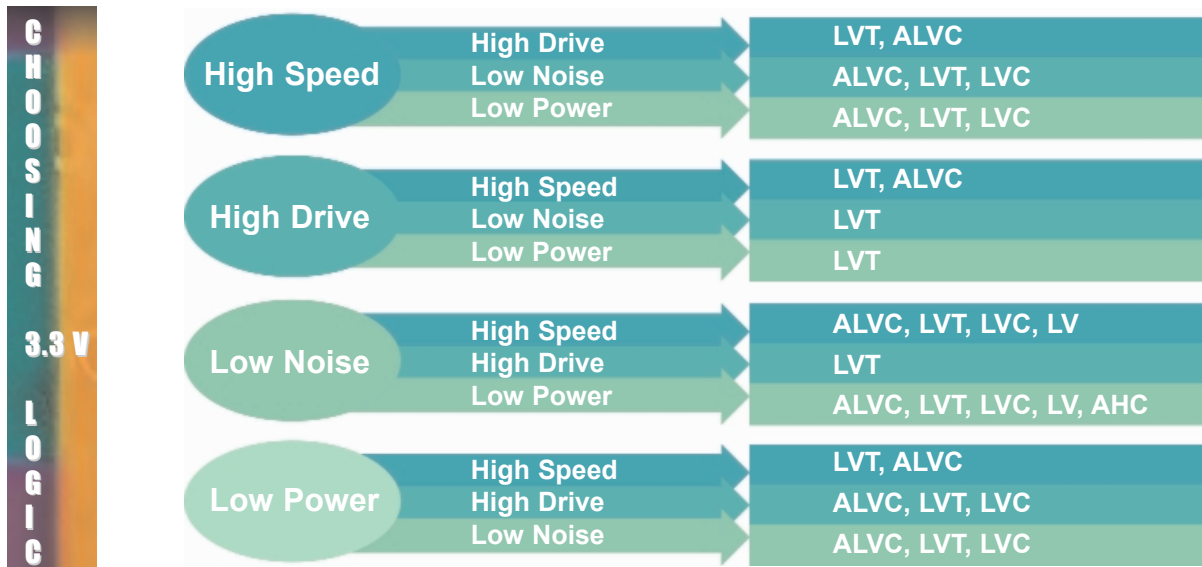 CHOOSING 3.3 V LOGIC
High Speed
High Drive
LVT, ALVC
Low Noise
ALVC, LVT, LVC
Low Power
ALVC, LVT, LVC
High Drive
High Speed
LVT, ALVC
Low Noise
LVT
Low Power
LVT
Low Noise
High Speed
ALVC, LVT, LVC, LV
High Drive
LVT
Low Power
ALVC, LVT, LVC, LV, AHC
Low Power
High Speed
LVT, ALVC
High Drive
ALVC, LVT, LVC
Low Noise
ALVC, LVT, LVC